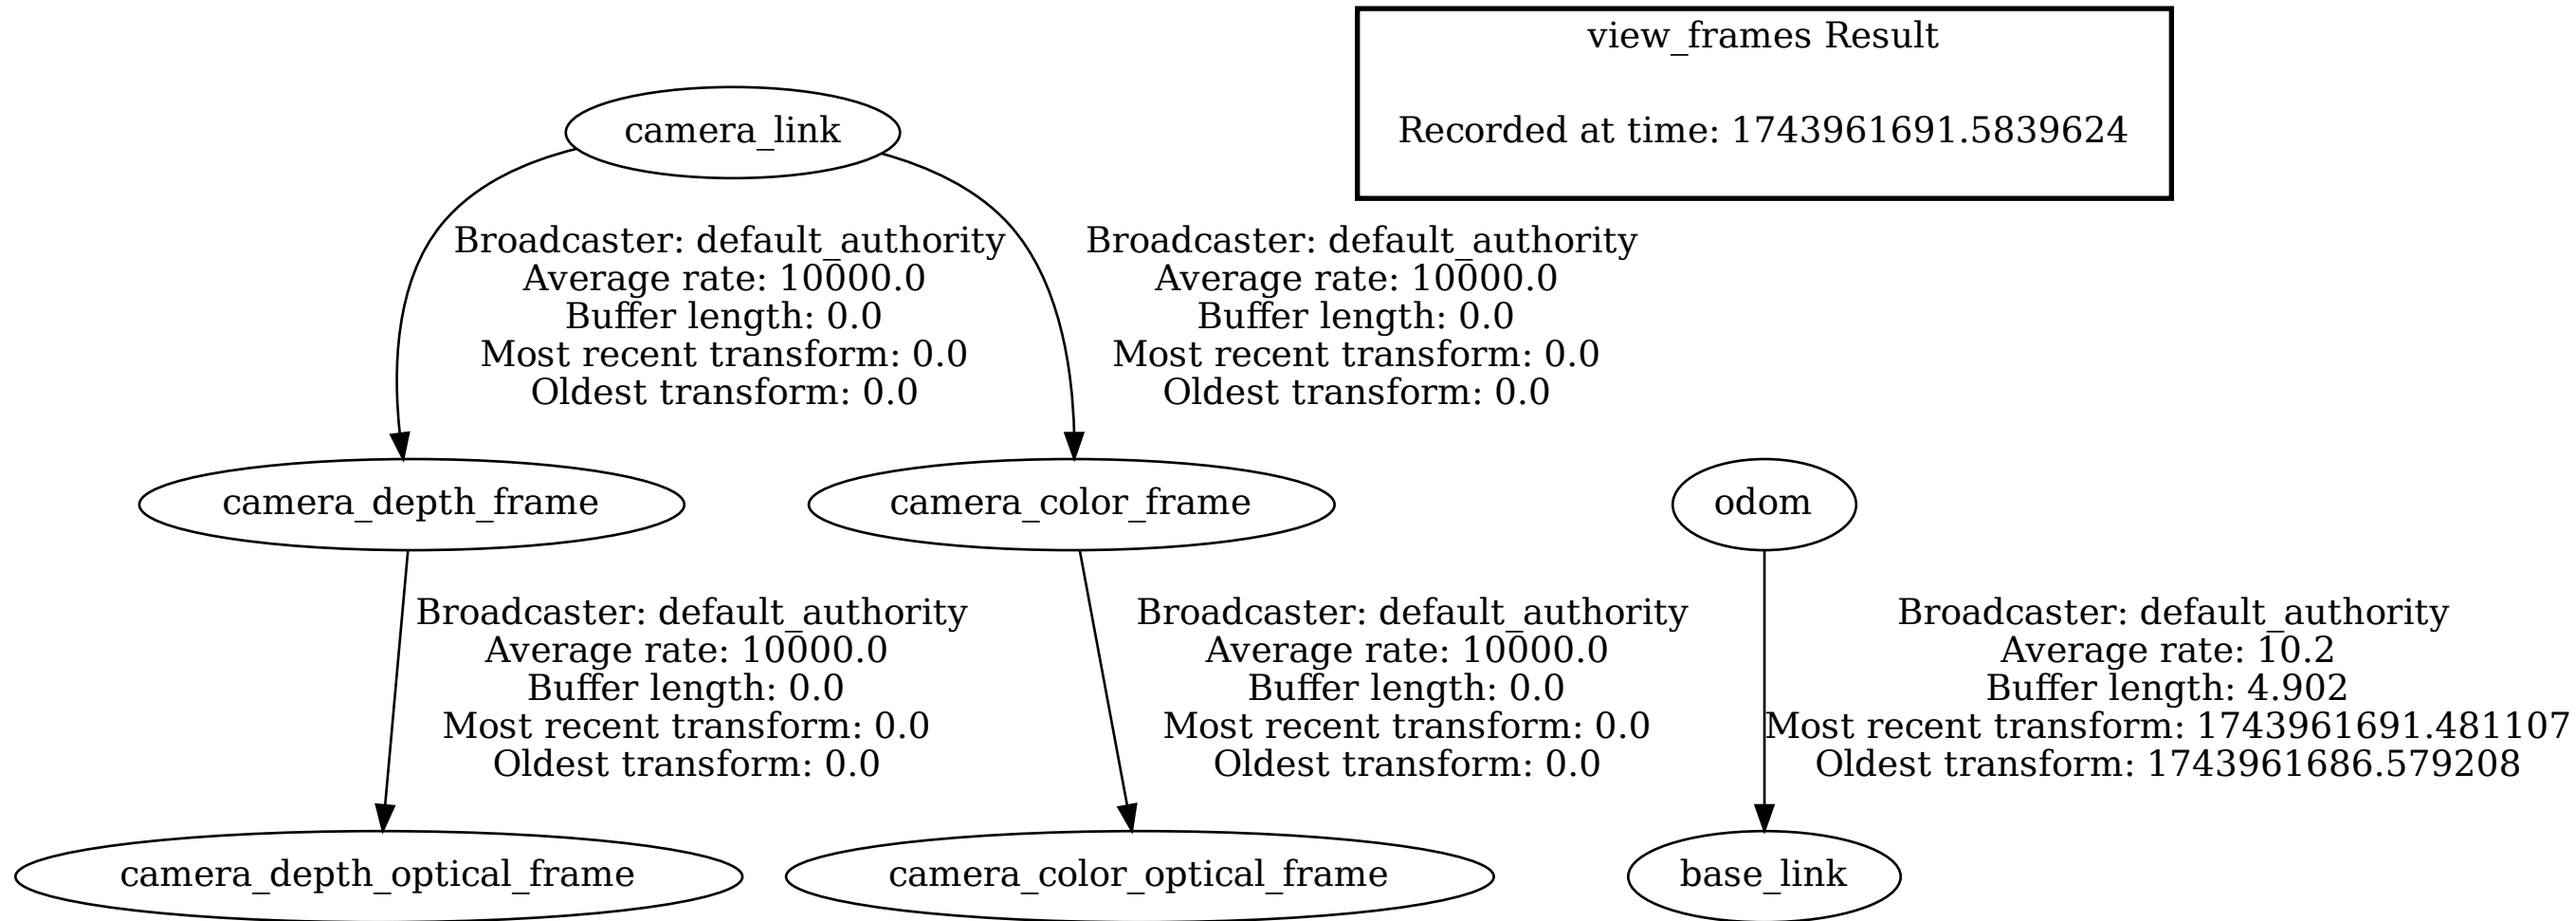 view_frames Result
Recorded at time: 1743961691.5839624
camera_link
Broadcaster: default_authority
Average rate: 10000.0
Buffer length: 0.0
Most recent transform: 0.0
Oldest transform: 0.0
Broadcaster: default_authority
Average rate: 10000.0
Buffer length: 0.0
Most recent transform: 0.0
Oldest transform: 0.0
camera_depth_frame
camera_color_frame
odom
Broadcaster: default_authority
Average rate: 10000.0
Buffer length: 0.0
Most recent transform: 0.0
Oldest transform: 0.0
Broadcaster: default_authority
Average rate: 10000.0
Buffer length: 0.0
Most recent transform: 0.0
Oldest transform: 0.0
Broadcaster: default_authority
Average rate: 10.2
Buffer length: 4.902
Most recent transform: 1743961691.481107
Oldest transform: 1743961686.579208
camera_depth_optical_frame
camera_color_optical_frame
base_link